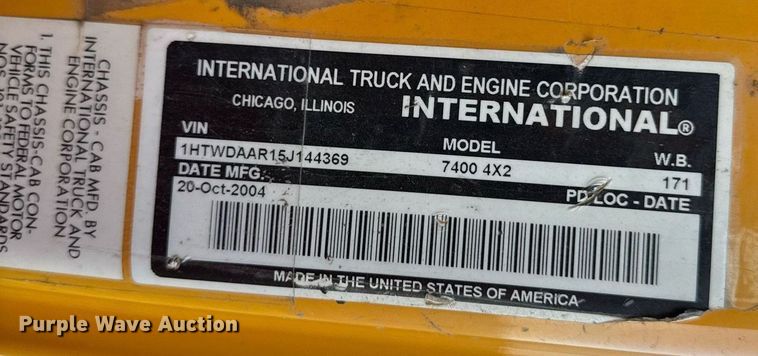 CHASSIS - CAB MFD. BY
INTERNATIONAL TRUCK AND
ENGINE CORPORATION
1. THIS CHASSIS-CAB CON-
FORMS TO FEDERAL MOTOR
VEHICLE SAFETY STANDARDS
NOS.
INTERNATIONAL TRUCK AND ENGINE CORPORATION
CHICAGO, ILLINOIS
INTERNATIONAL®
VIN MODEL W.B.
1HTWDAAR15J144369 7400 4X2 171
DATE MFG. PD LOC - DATE
20-Oct-2004
MADE IN THE UNITED STATES OF AMERICA
Purple Wave Auction